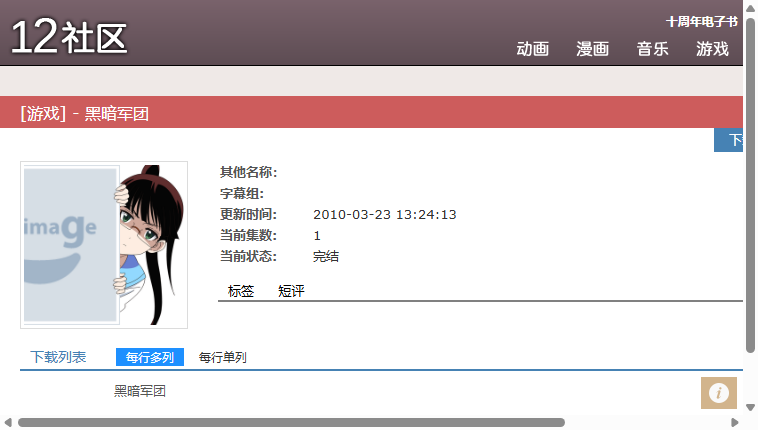 十周年电子书
12社区
动画 漫画 音乐 游戏
[游戏] - 黑暗军团
image
其他名称:
字幕组:
更新时间: 2010-03-23 13:24:13
当前集数: 1
当前状态: 完结
标签 短评
下载列表 每行多列 每行单列
黑暗军团